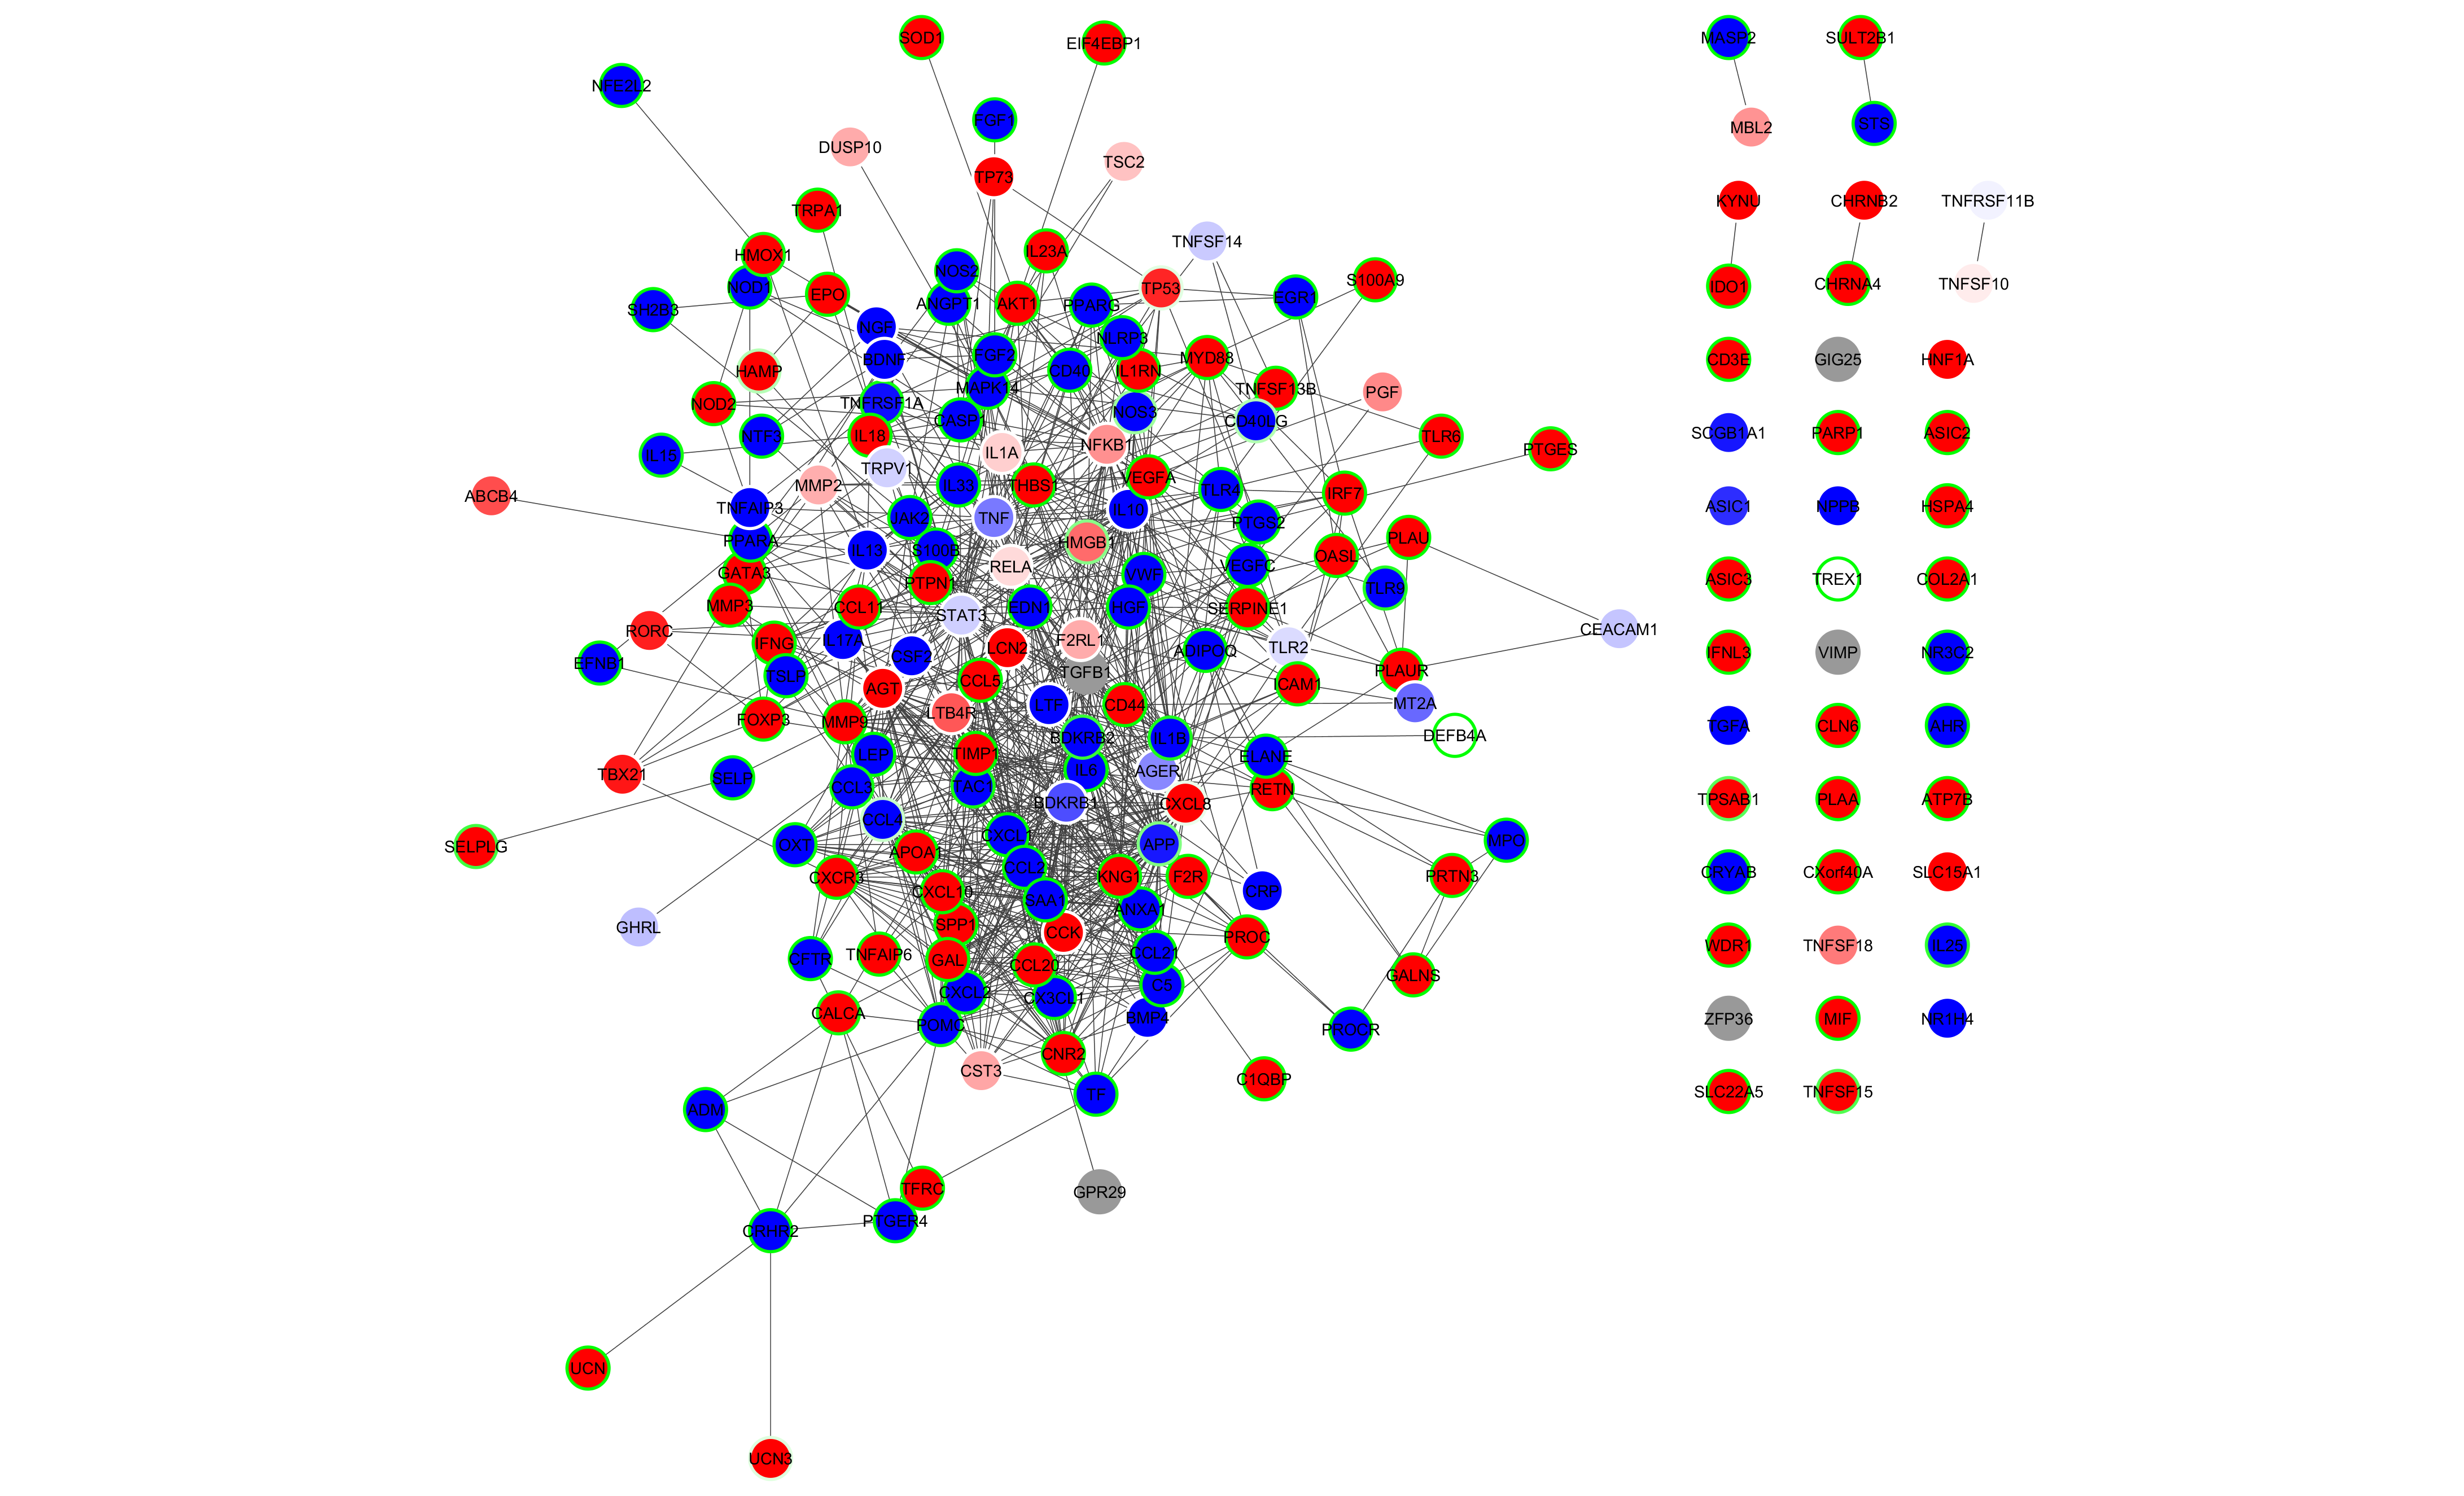 SOD1
EIF4EBP1
NFE2L2
FGF1
DUSP10
TSC2
TP73
TRPA1
TNFSF14
HMOX1
IL23A
NOS2
S100A9
NOD1
EPO
TP53
EGR1
ANGPT1
AKT1
PPARG
SH2B3
NGF
NLRP3
BDNF
FGF2
MYD88
HAMP
CD40
IL1RN
MAPK14
TNFSF13B
PGF
NOD2
TNFRSF1A
NOS3
CASP1
CD40LG
NTF3
IL18
TLR6
NFKB1
PTGES
IL15
IL1A
TRPV1
VEGFA
MMP2
IL33
THBS1
TLR4
IRF7
ABCB4
TNFAIP3
IL10
JAK2
TNF
PTGS2
PLAU
PPARA
HMGB1
IL13
S100B
OASL
RELA
VEGFC
GATA3
VWF
PTPN1
TLR9
MMP3
CCL11
EDN1
HGF
SERPINE1
STAT3
RORC
CEACAM1
IFNG
IL17A
F2RL1
LCN2
TLR2
ADIPOQ
CSF2
EFNB1
TSLP
TGFB1
PLAUR
CCL5
ICAM1
AGT
MT2A
LTF
CD44
LTB4R
FOXP3
MMP9
BDKRB2
IL1B
DEFB4A
LEP
TIMP1
ELANE
TBX21
IL6
AGER
SELP
CCL3
TAC1
RETN
BDKRB1
CXCL8
CCL4
CXCL1
MPO
OXT
APP
SELPLG
APOA1
CCL2
CXCR3
KNG1
F2R
PRTN3
CXCL10
CRP
SAA1
ANXA1
GHRL
SPP1
CCK
PROC
CCL21
TNFAIP6
CFTR
GAL
CCL20
GALNS
C5
CXCL2
CX3CL1
CALCA
BMP4
POMC
PROCR
CNR2
CST3
C1QBP
TF
ADM
TFRC
GPR29
PTGER4
CRHR2
UCN
UCN3
MASP2
SULT2B1
MBL2
STS
KYNU
CHRNB2
TNFRSF11B
IDO1
CHRNA4
TNFSF10
CD3E
GIG25
HNF1A
SCGB1A1
PARP1
ASIC2
ASIC1
NPPB
HSPA4
ASIC3
TREX1
COL2A1
IFNL3
VIMP
NR3C2
TGFA
CLN6
AHR
TPSAB1
PLAA
ATP7B
CRYAB
CXorf40A
SLC15A1
WDR1
TNFSF18
IL25
ZFP36
MIF
NR1H4
SLC22A5
TNFSF15